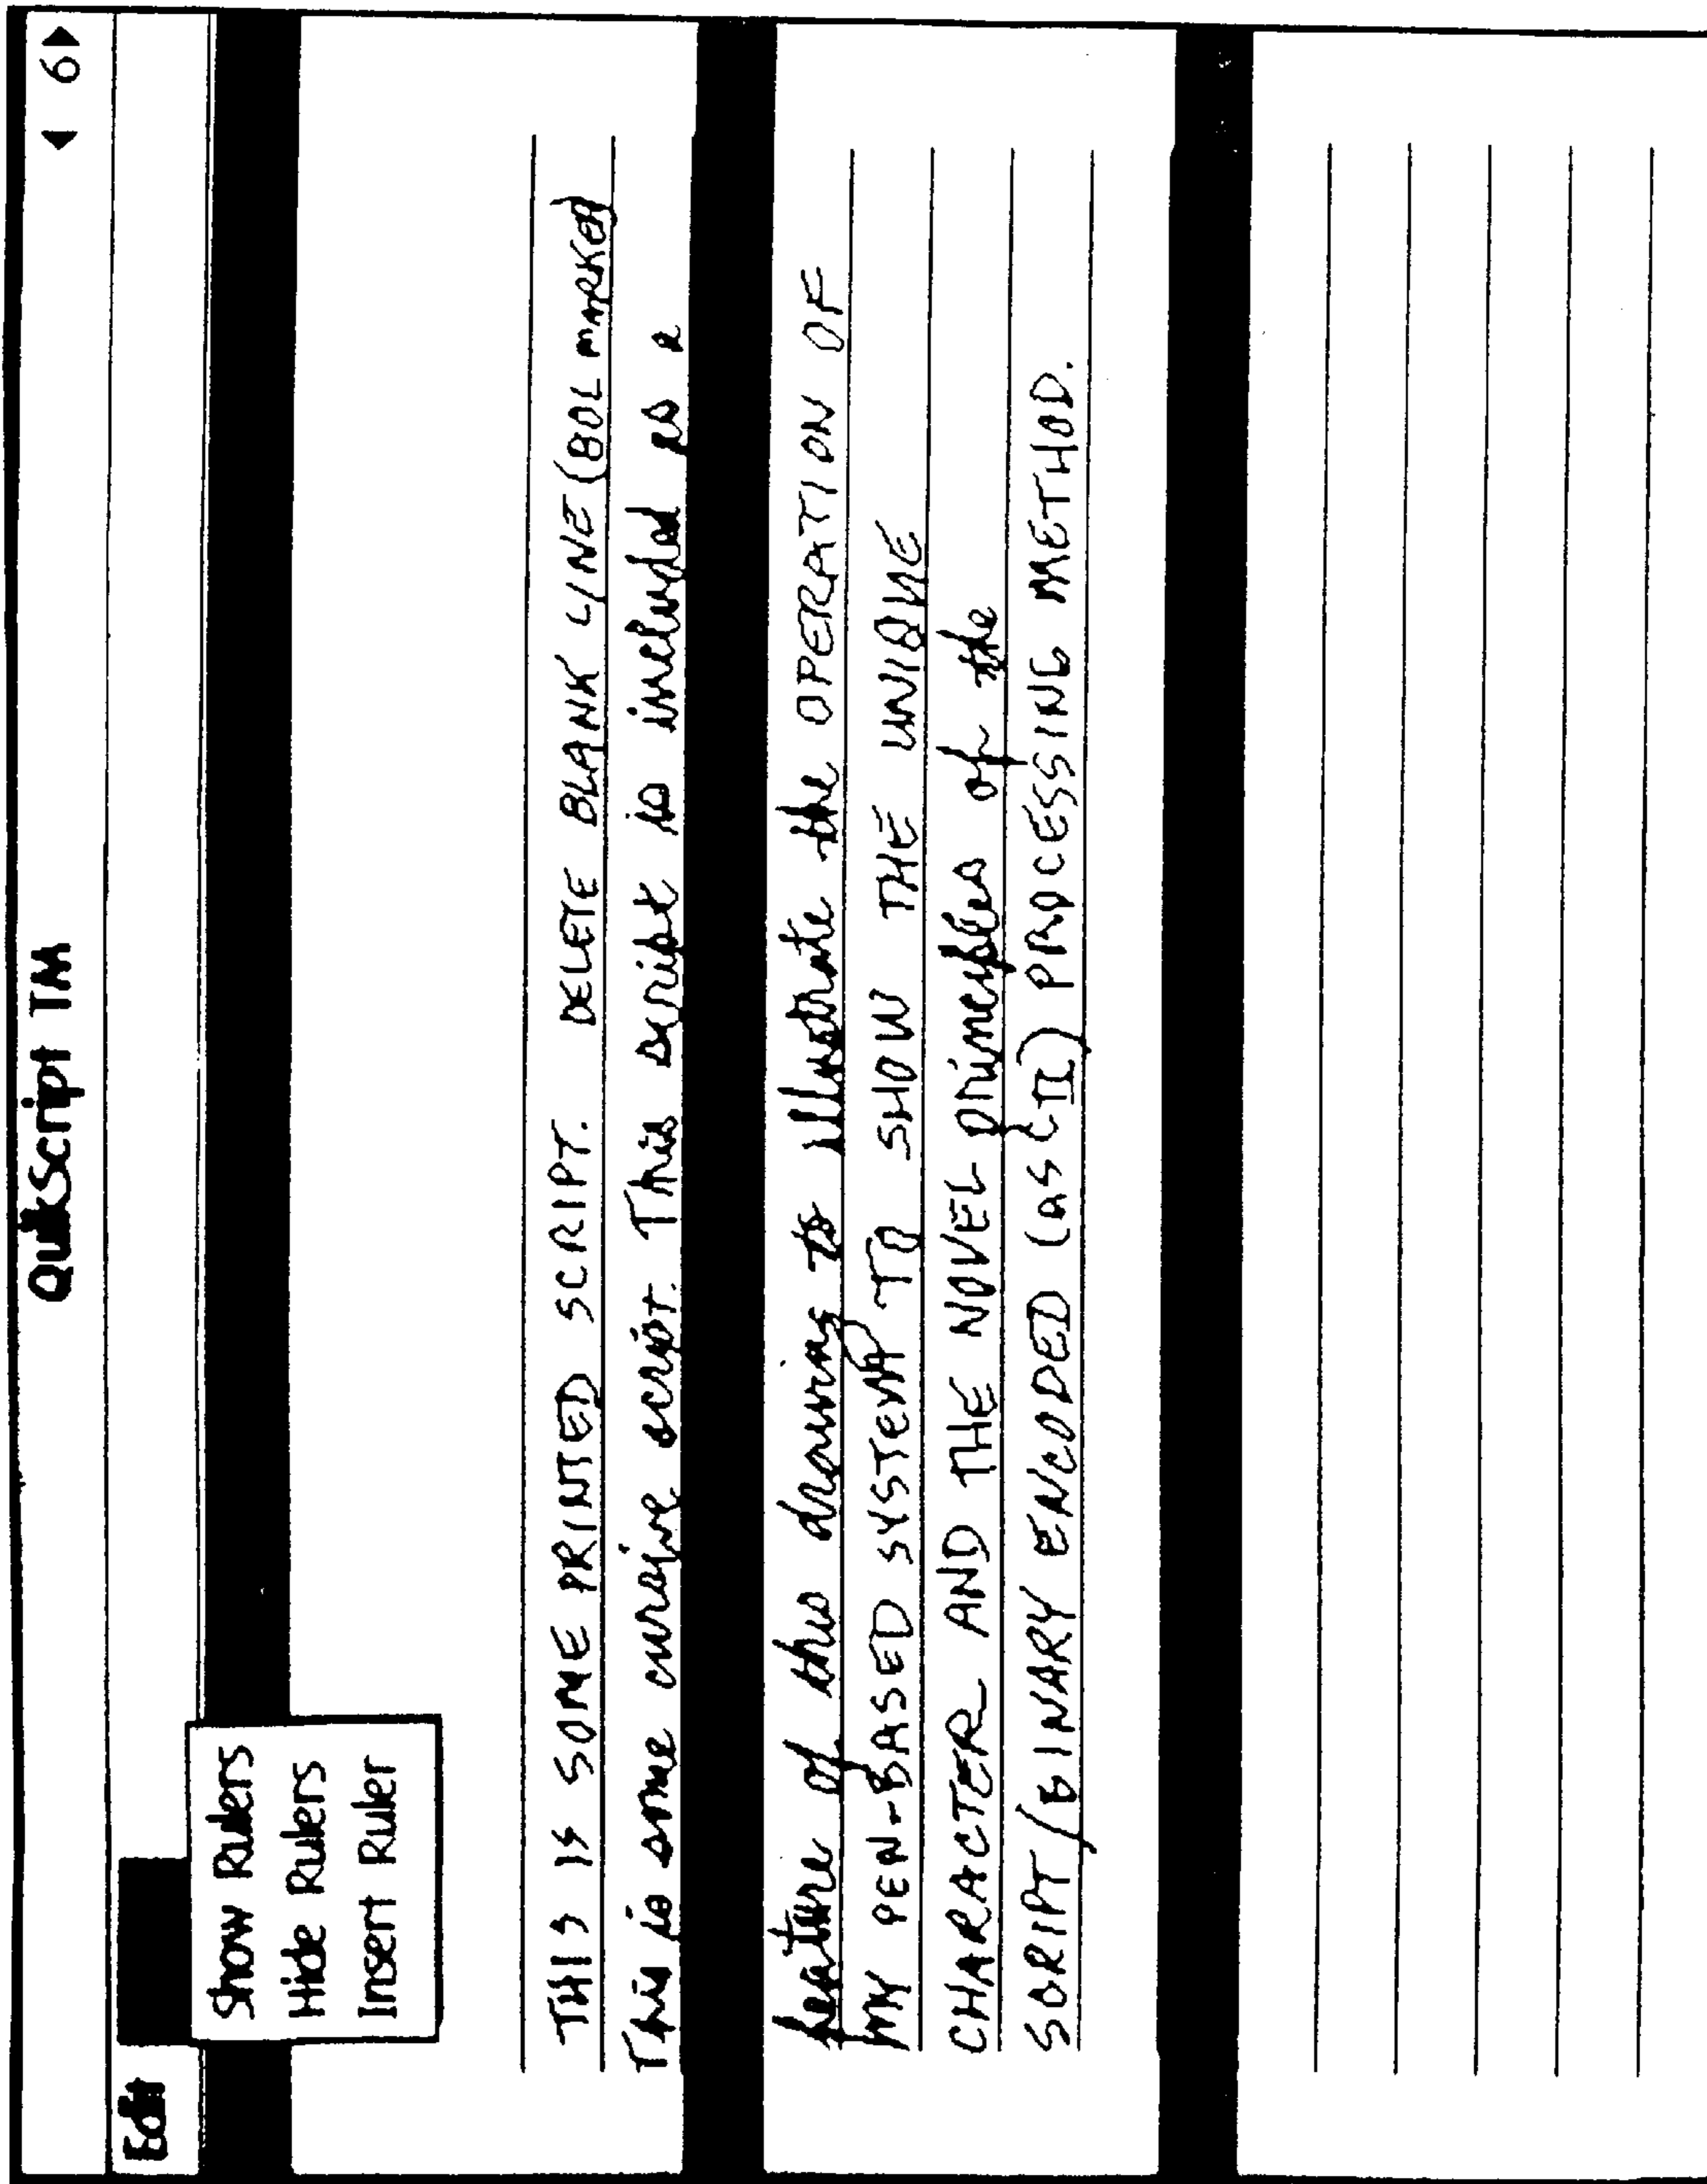 QuikScript TM ◀ 6▶
Edit
Show Rulers
Hide Rulers
Insert Ruler
THIS IS SOME PRINTED SCRIPT. DELETE BLANK LINE (BOL MARKER)
This is some cursive script. This script is included as a
feature of this drawing to illustrate the OPERATION OF
MY PEN-BASED SYSTEM TO SHOW THE UNIQUE
CHARACTER AND THE NOVEL principles of the
SCRIPT/BINARY ENCODED (ASCII) PROCESSING METHOD.